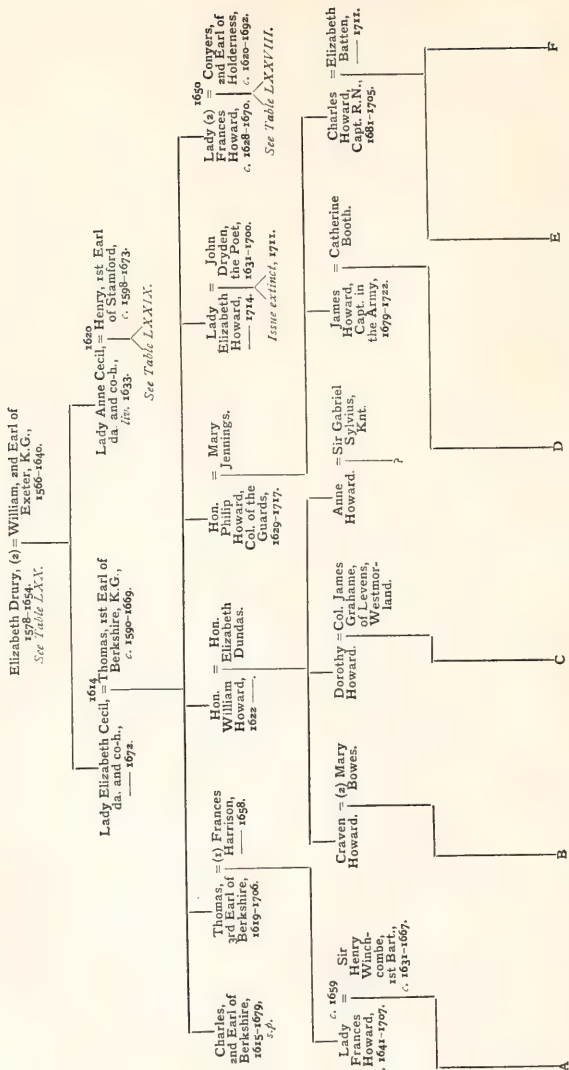 Elizabeth Drury, (2) = William, 2nd Earl of
1578-1654. Exeter, K.G.,
See Table LXX. 1566-1640.
1614
Lady Elizabeth Cecil, = Thomas, 1st Earl of
da. and co-h., Berkshire, K.G.,
—— 1672. c. 1590-1669.
1620
Lady Anne Cecil, = Henry, 1st Earl
da. and co-h., of Stamford,
liv. 1633. c. 1598-1673.
See Table LXXIX.
Charles,
2nd Earl of
Berkshire,
1615-1679,
s.p.
Thomas, = (1) Frances
3rd Earl of Harrison,
Berkshire, —— 1658.
1619-1706.
Hon. = Hon.
William Elizabeth
Howard, Dundas.
1622 ——.
Hon. = Mary
Philip Jennings.
Howard,
Col. of the
Guards,
1629-1717.
Lady = John
Elizabeth Dryden,
Howard, the Poet,
—— 1714. 1631-1700.
Issue extinct, 1711.
1650
Lady (2) = Conyers,
Frances 2nd Earl of
Howard, Holderness,
c. 1628-1670. c. 1620-1692.
See Table LXXVIII.
c. 1659
Lady = Sir
Frances Henry
Howard, Winch-
, 1641-1707. combe,
1st Bart.,
c. 1631-1667.
Craven = (2) Mary
Howard. Bowes.
Dorothy = Col. James
Howard. Grahame,
of Levens,
Westmor-
land.
Anne = Sir Gabriel
Howard. Sylvius,
Knt.
?
James = Catherine
Howard, Booth.
Capt. in
the Army,
1679-1722.
Charles = Elizabeth
Howard, Batten,
Capt. R.N., —— 1711.
1681-1705.
A
B
C
D
E
F